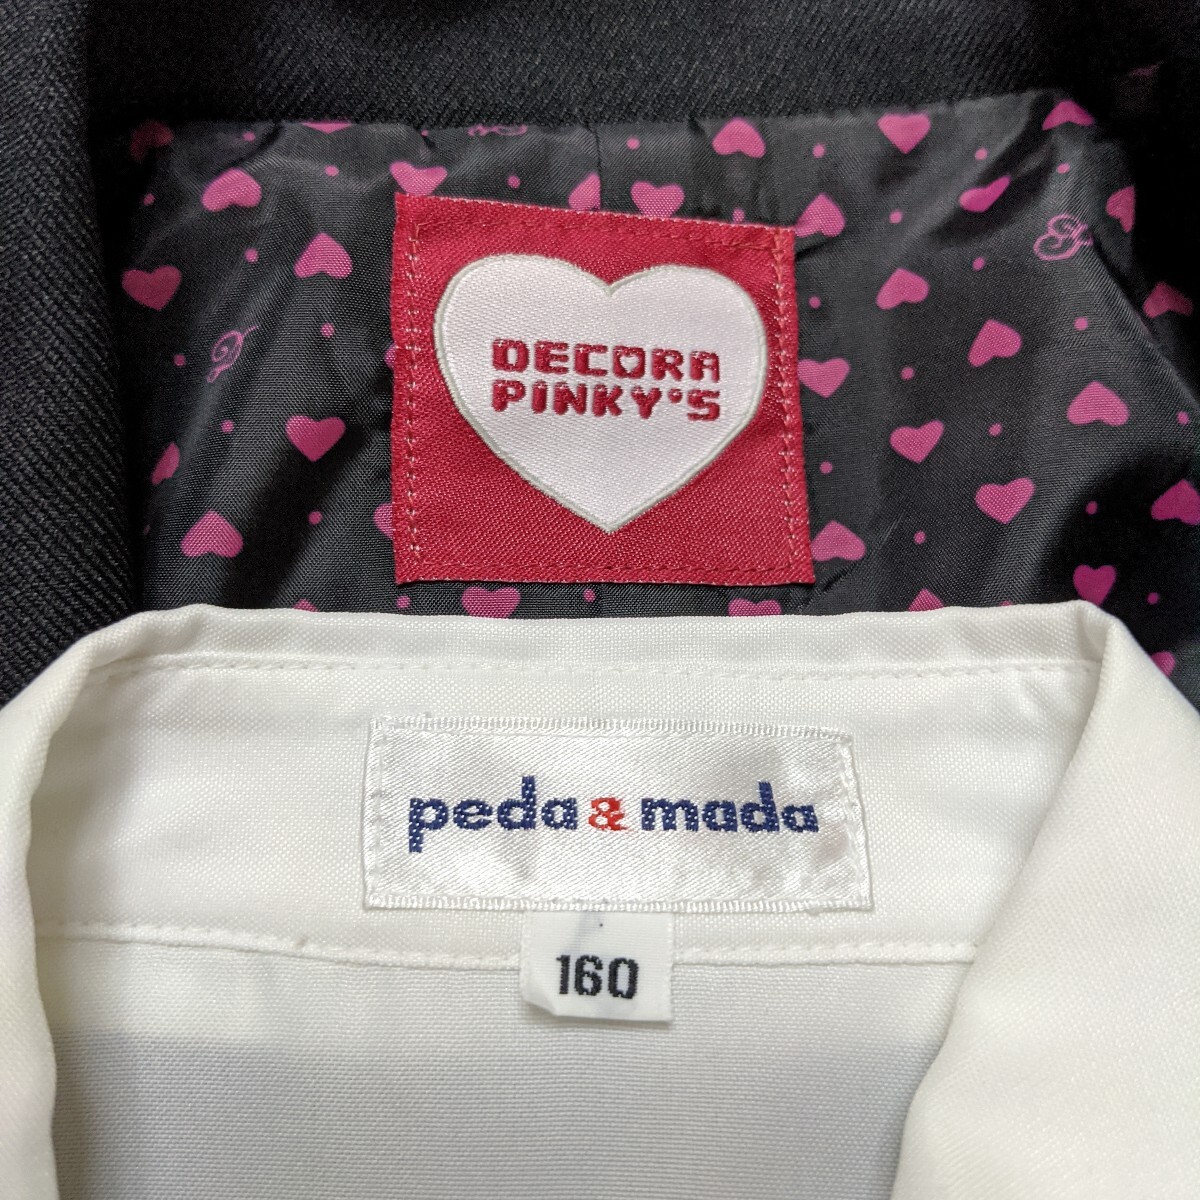 DECORA
PINKY'S
peda & mada
160